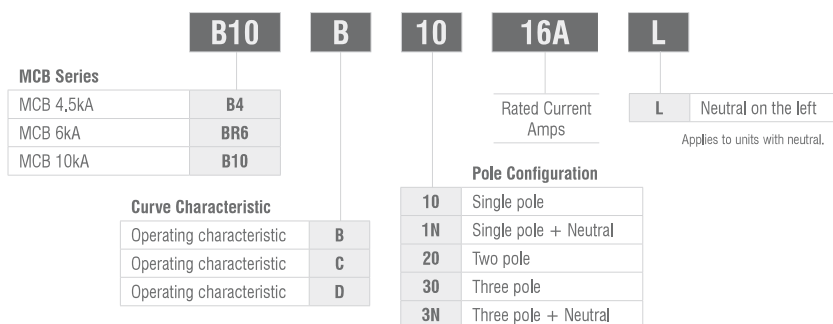 B10 B 10 16A L
MCB Series
MCB 4.5kA B4
MCB 6kA BR6
MCB 10kA B10
Rated Current
Amps
L Neutral on the left
Applies to units with neutral.
Curve Characteristic
Operating characteristic B
Operating characteristic C
Operating characteristic D
Pole Configuration
10 Single pole
1N Single pole + Neutral
20 Two pole
30 Three pole
3N Three pole + Neutral